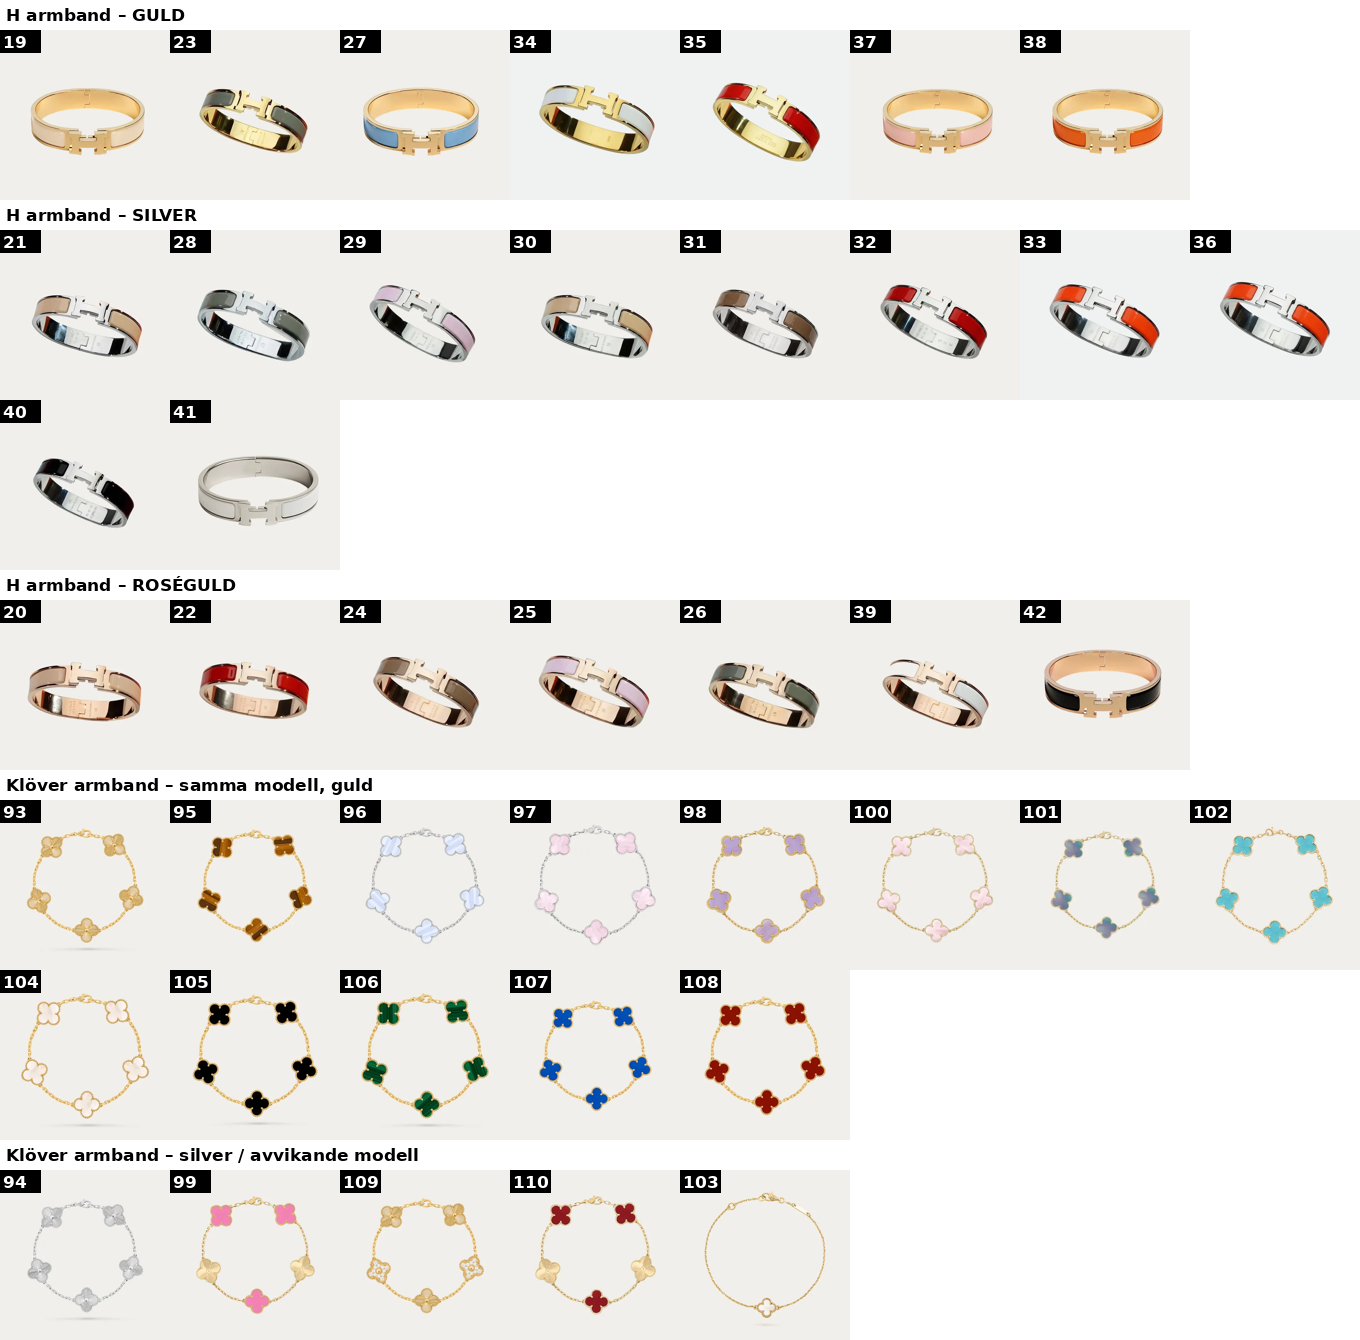 H armband – GULD
19 23 27 34 35 37 38
H armband – SILVER
21 28 29 30 31 32 33 36
40 41
H armband – ROSÉGULD
20 22 24 25 26 39 42
Klöver armband – samma modell, guld
93 95 96 97 98 100 101 102
104 105 106 107 108
Klöver armband – silver / avvikande modell
94 99 109 110 103